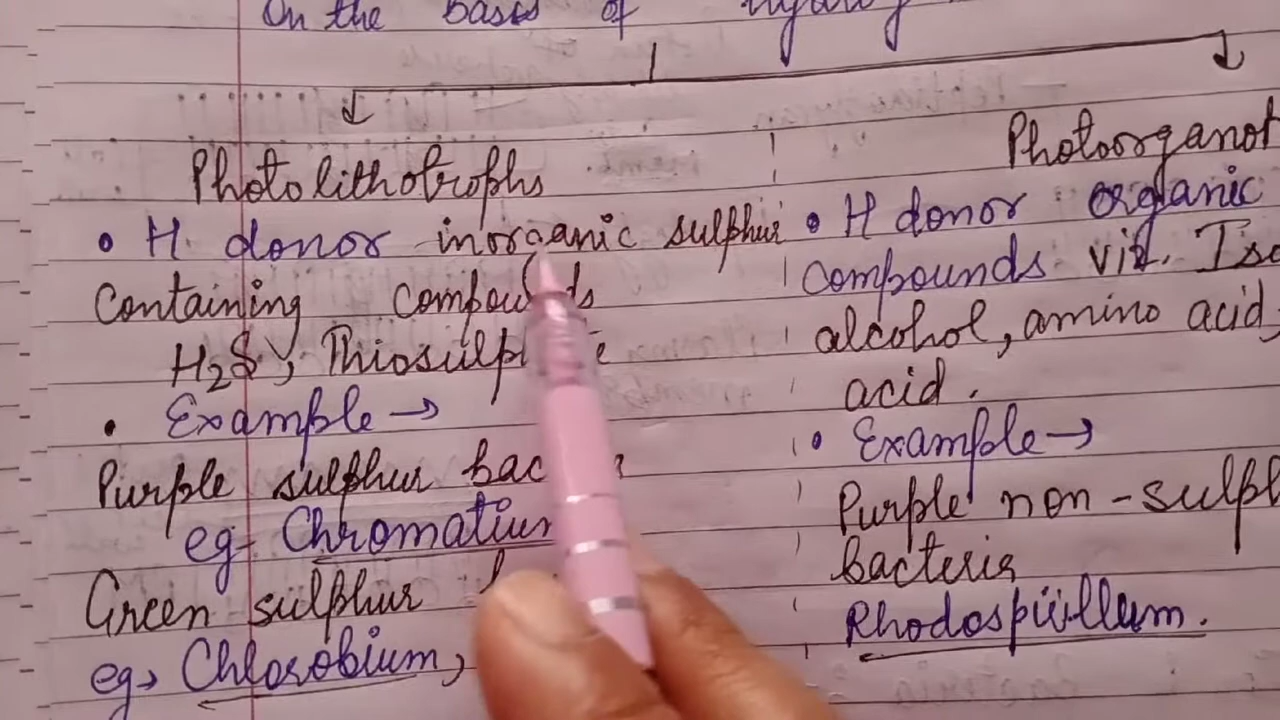 On the basis of
Photolithotrophs
• H donor inorganic sulphur
Containing compounds
H₂S, Thiosulph
• Example →
Purple sulphur bac
eg- Chromatium
Green sulphur
eg, Chlorobium,
Photoorganot
• H donor organic
Compounds viz. Iso
alcohol, amino acid,
acid.
• Example →
Purple non-sulph
bacteria
Rhodospirillum.